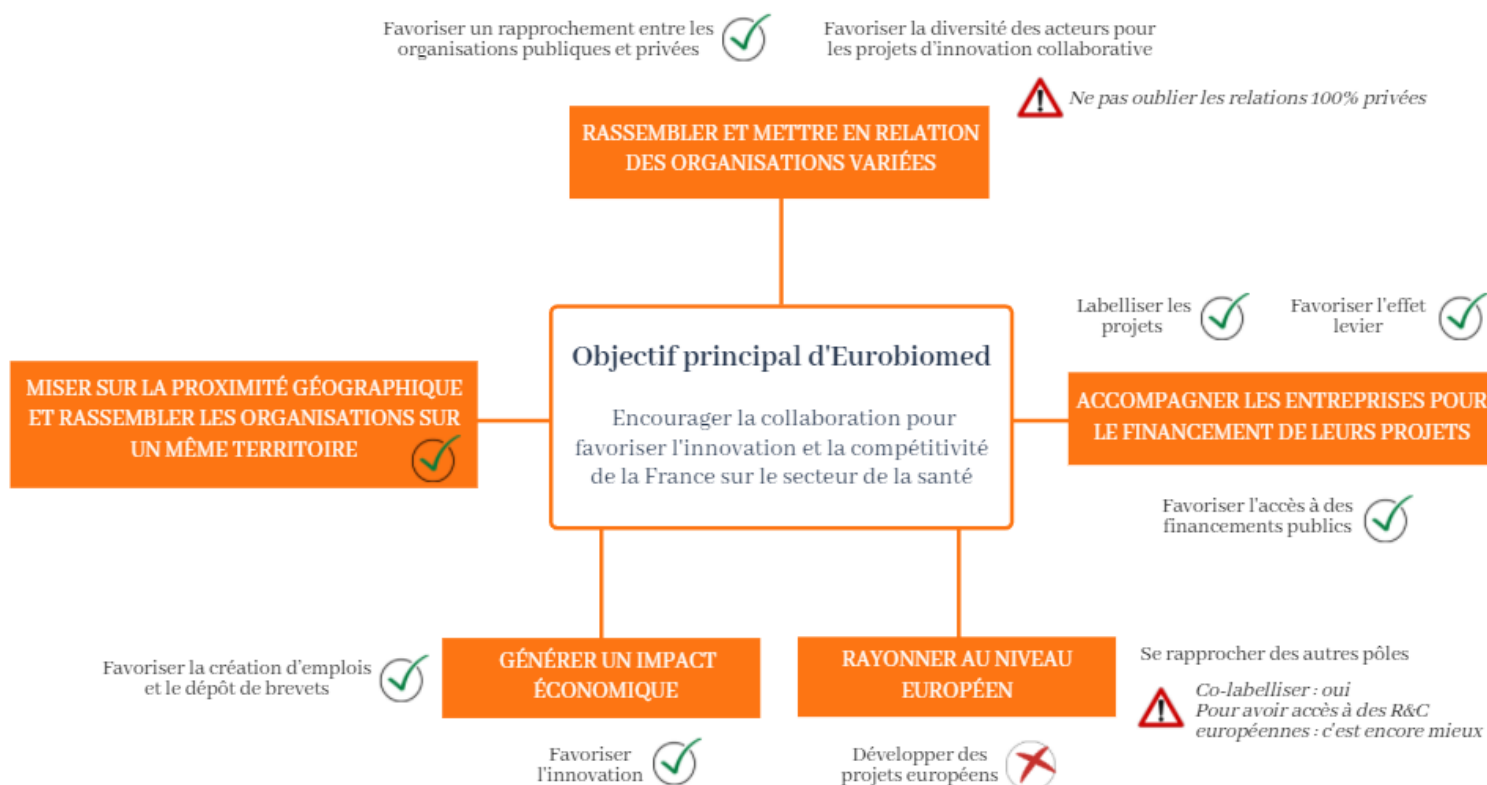 Favoriser un rapprochement entre les
organisations publiques et privées
Favoriser la diversité des acteurs pour
les projets d'innovation collaborative
Ne pas oublier les relations 100% privées
RASSEMBLER ET METTRE EN RELATION
DES ORGANISATIONS VARIÉES
Labelliser les
projets
Favoriser l'effet
levier
MISER SUR LA PROXIMITÉ GÉOGRAPHIQUE
ET RASSEMBLER LES ORGANISATIONS SUR
UN MÊME TERRITOIRE
Objectif principal d'Eurobiomed
Encourager la collaboration pour
favoriser l'innovation et la compétitivité
de la France sur le secteur de la santé
ACCOMPAGNER LES ENTREPRISES POUR
LE FINANCEMENT DE LEURS PROJETS
Favoriser l'accès à des
financements publics
Favoriser la création d'emplois
et le dépôt de brevets
GÉNÉRER UN IMPACT
ÉCONOMIQUE
Favoriser
l'innovation
RAYONNER AU NIVEAU
EUROPÉEN
Développer des
projets européens
Se rapprocher des autres pôles
Co-labelliser : oui
Pour avoir accès à des R&C
européennes : c'est encore mieux